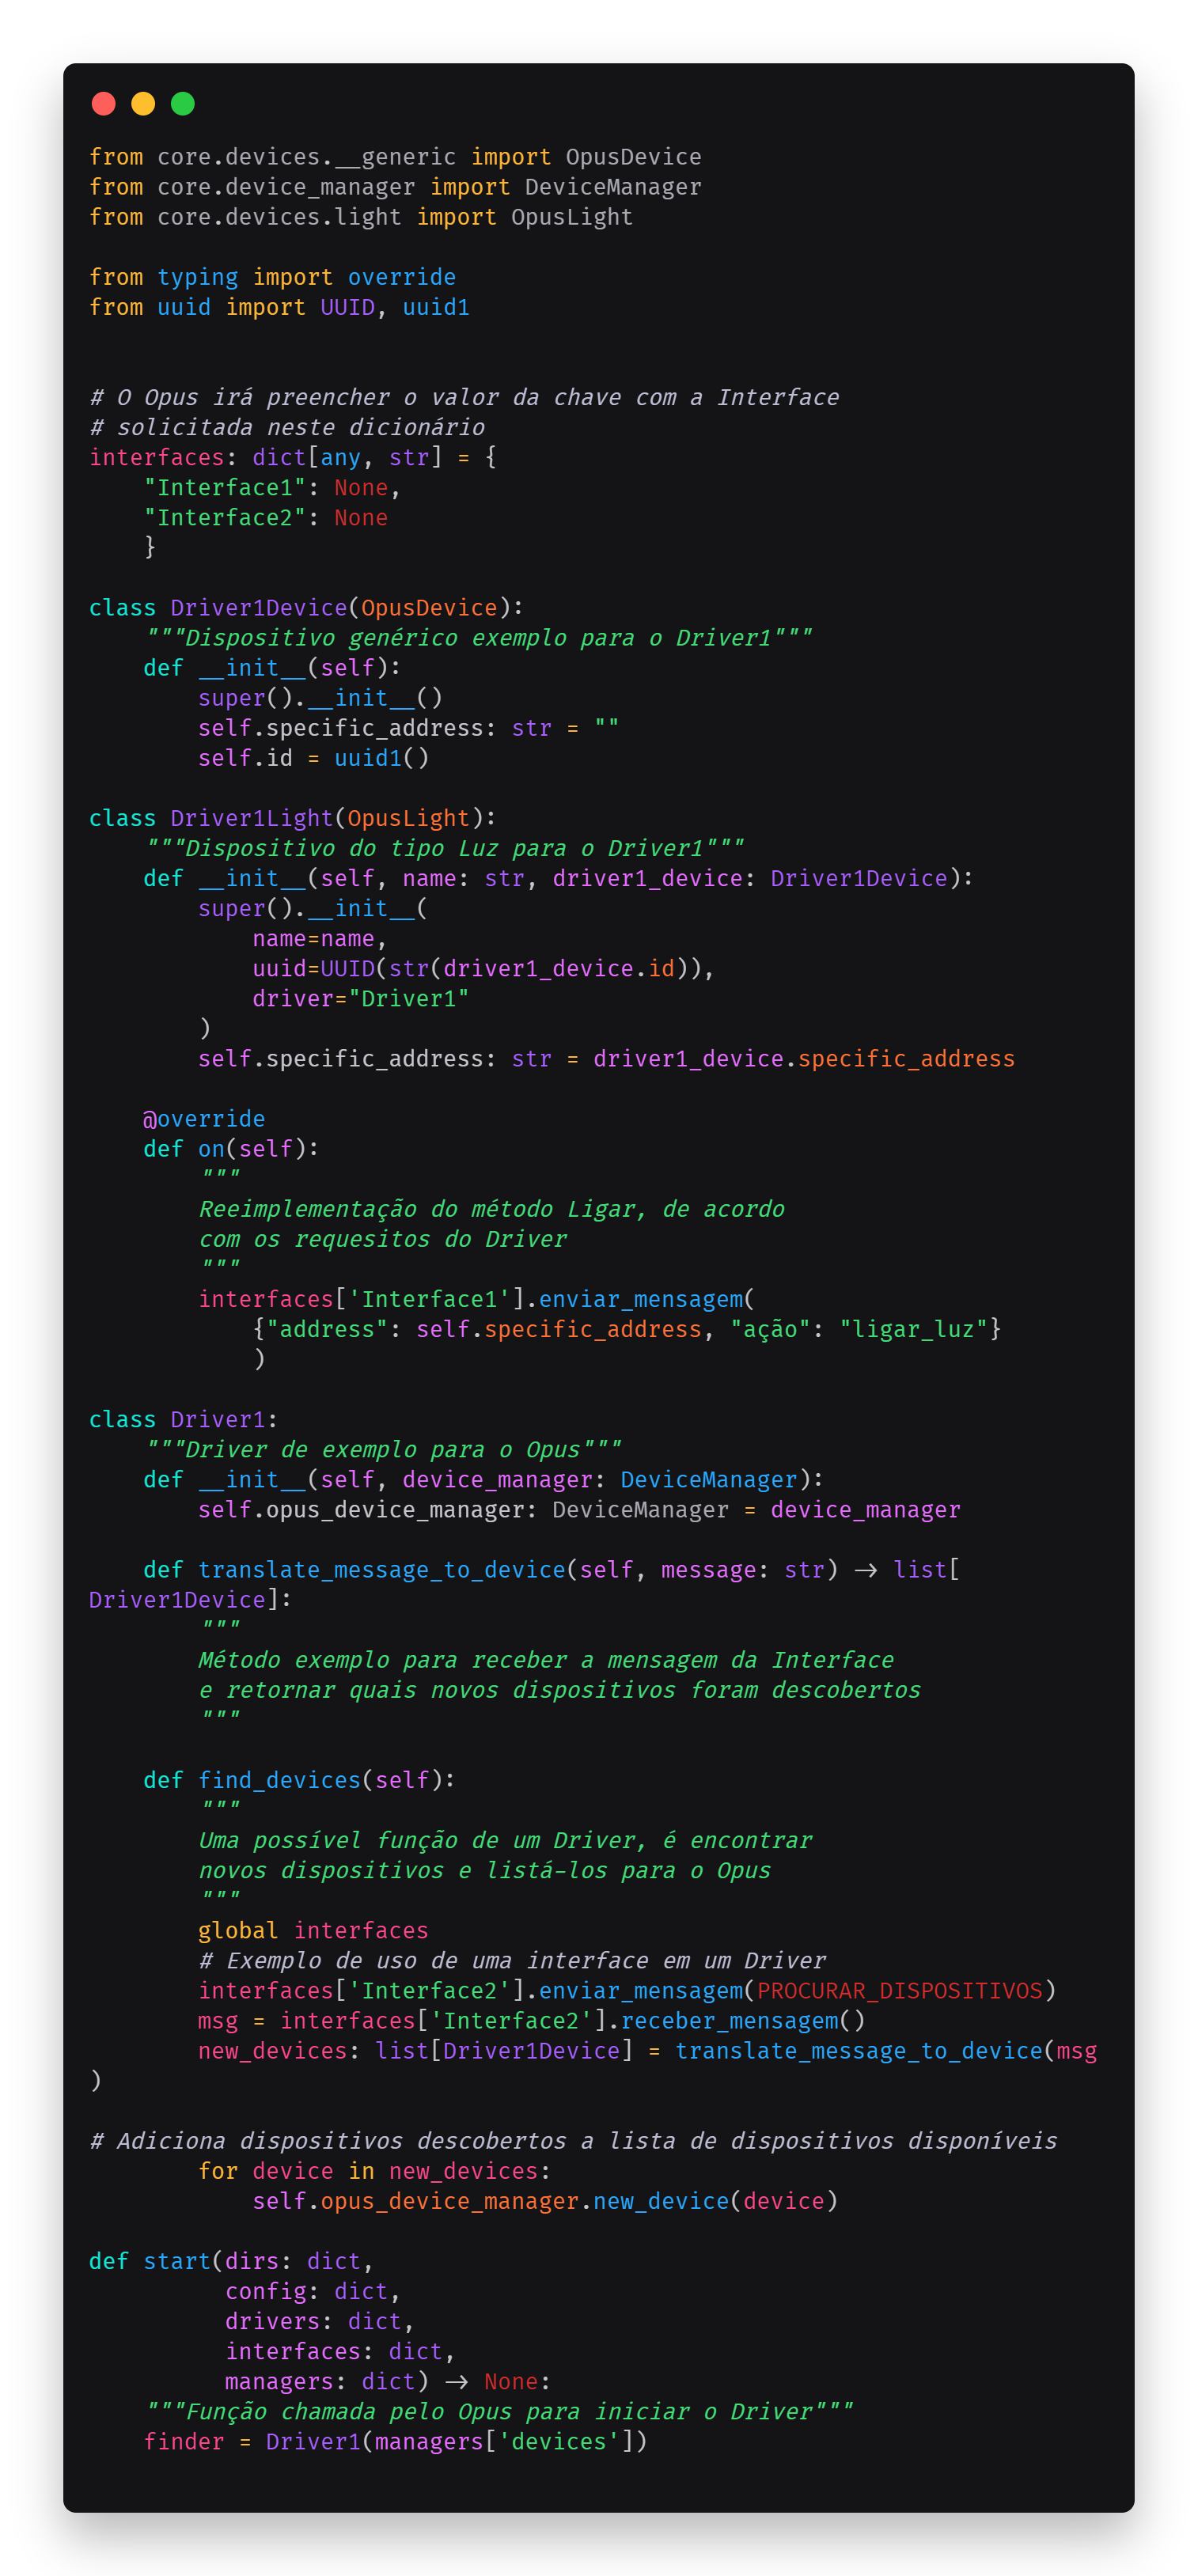 from core.devices.__generic import OpusDevice
from core.device_manager import DeviceManager
from core.devices.light import OpusLight

from typing import override
from uuid import UUID, uuid1


# O Opus irá preencher o valor da chave com a Interface
# solicitada neste dicionário
interfaces: dict[any, str] = {
    "Interface1": None,
    "Interface2": None
    }

class Driver1Device(OpusDevice):
    """Dispositivo genérico exemplo para o Driver1"""
    def __init__(self):
        super().__init__()
        self.specific_address: str = ""
        self.id = uuid1()

class Driver1Light(OpusLight):
    """Dispositivo do tipo Luz para o Driver1"""
    def __init__(self, name: str, driver1_device: Driver1Device):
        super().__init__(
            name=name,
            uuid=UUID(str(driver1_device.id)),
            driver="Driver1"
        )
        self.specific_address: str = driver1_device.specific_address

    @override
    def on(self):
        """
        Reeimplementação do método Ligar, de acordo
        com os requesitos do Driver
        """
        interfaces['Interface1'].enviar_mensagem(
            {"address": self.specific_address, "ação": "ligar_luz"}
            )

class Driver1:
    """Driver de exemplo para o Opus"""
    def __init__(self, device_manager: DeviceManager):
        self.opus_device_manager: DeviceManager = device_manager

    def translate_message_to_device(self, message: str) -> list[
Driver1Device]:
        """
        Método exemplo para receber a mensagem da Interface
        e retornar quais novos dispositivos foram descobertos
        """

    def find_devices(self):
        """
        Uma possível função de um Driver, é encontrar
        novos dispositivos e listá-los para o Opus
        """
        global interfaces
        # Exemplo de uso de uma interface em um Driver
        interfaces['Interface2'].enviar_mensagem(PROCURAR_DISPOSITIVOS)
        msg = interfaces['Interface2'].receber_mensagem()
        new_devices: list[Driver1Device] = translate_message_to_device(msg
)

# Adiciona dispositivos descobertos a lista de dispositivos disponíveis
        for device in new_devices:
            self.opus_device_manager.new_device(device)

def start(dirs: dict,
          config: dict,
          drivers: dict,
          interfaces: dict,
          managers: dict) -> None:
    """Função chamada pelo Opus para iniciar o Driver"""
    finder = Driver1(managers['devices'])